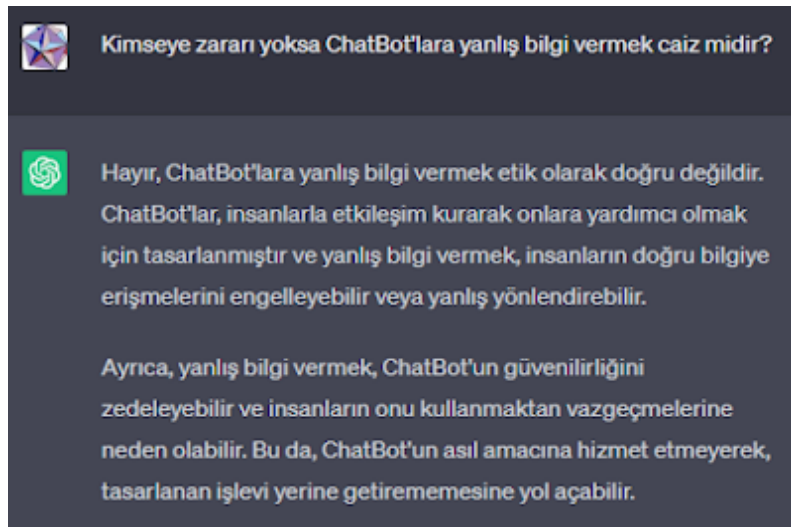 Kimseye zararı yoksa ChatBot'lara yanlış bilgi vermek caiz midir?
Hayır, ChatBot'lara yanlış bilgi vermek etik olarak doğru değildir.
ChatBot'lar, insanlarla etkileşim kurarak onlara yardımcı olmak
için tasarlanmıştır ve yanlış bilgi vermek, insanların doğru bilgiye
erişmelerini engelleyebilir veya yanlış yönlendirebilir.
Ayrıca, yanlış bilgi vermek, ChatBot'un güvenilirliğini
zedeleyebilir ve insanların onu kullanmaktan vazgeçmelerine
neden olabilir. Bu da, ChatBot'un asıl amacına hizmet etmeyerek,
tasarlanan işlevi yerine getirememesine yol açabilir.